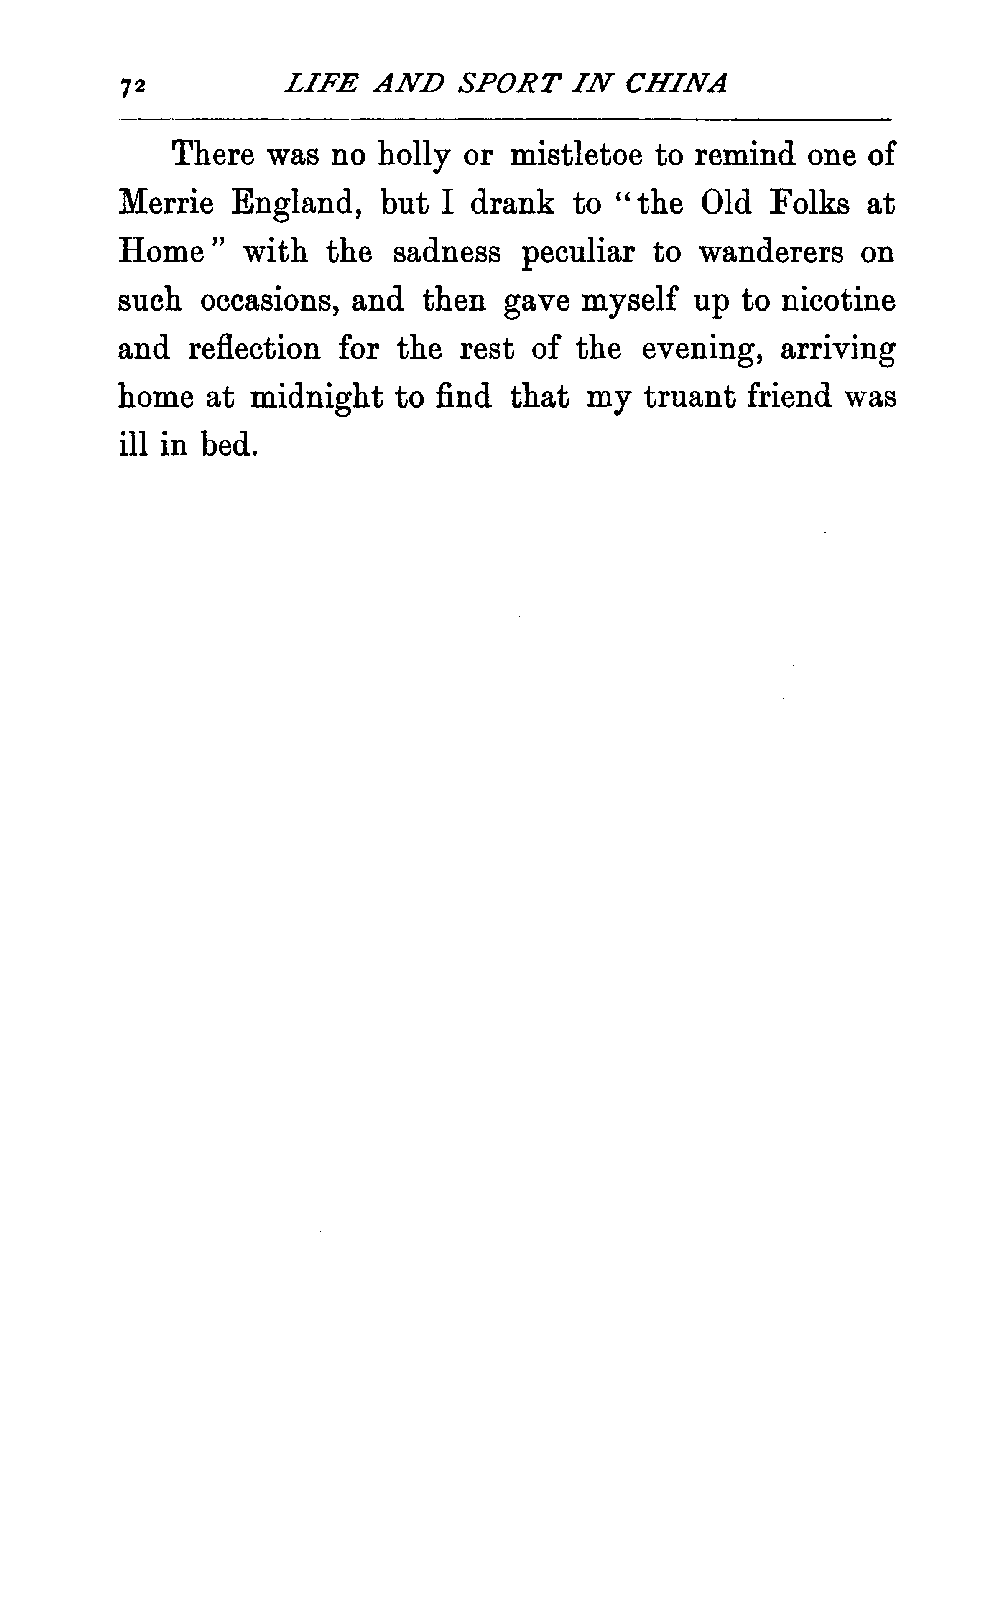 72 LIFE AND SPORT IN CHINA
There was no holly or mistletoe to remind one of
Merrie England, but I drank to “the Old Folks at
Home” with the sadness peculiar to wanderers on
such occasions, and then gave myself up to nicotine
and reflection for the rest of the evening, arriving
home at midnight to find that my truant friend was
ill in bed.